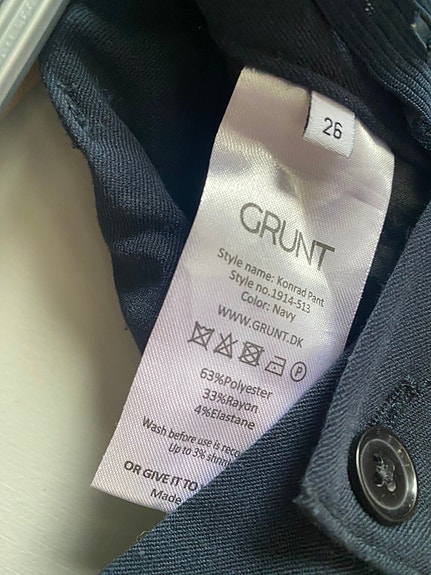 26
GRUNT
Style name: Konrad Pant
Style no.1914-513
Color: Navy
WWW.GRUNT.DK
P
63%Polyester
33%Rayon
4%Elastane
Wash before use is
Up to 3%
OR GIVE IT TO
Made